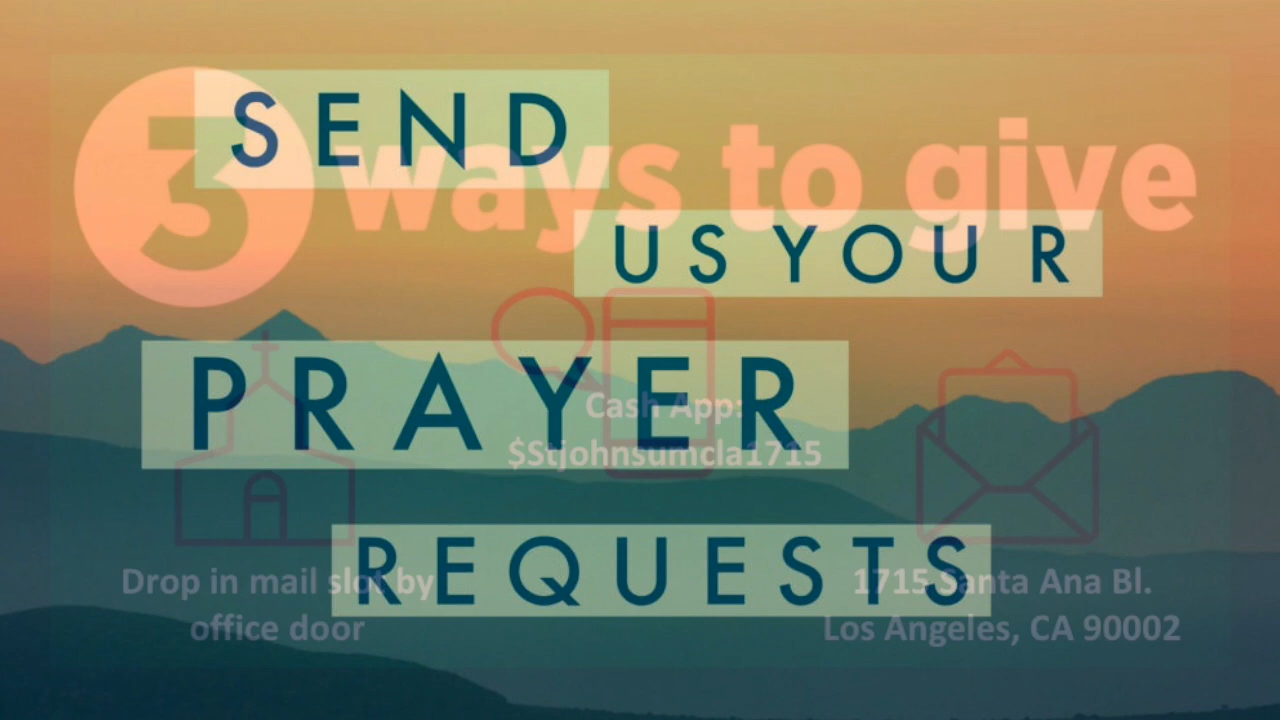 SEND
US YOUR
PRAYER
REQUESTS
3 ways to give
Cash App:
$Stjohnsumcla1715
Drop in mail slot by
office door
1715 Santa Ana Bl.
Los Angeles, CA 90002